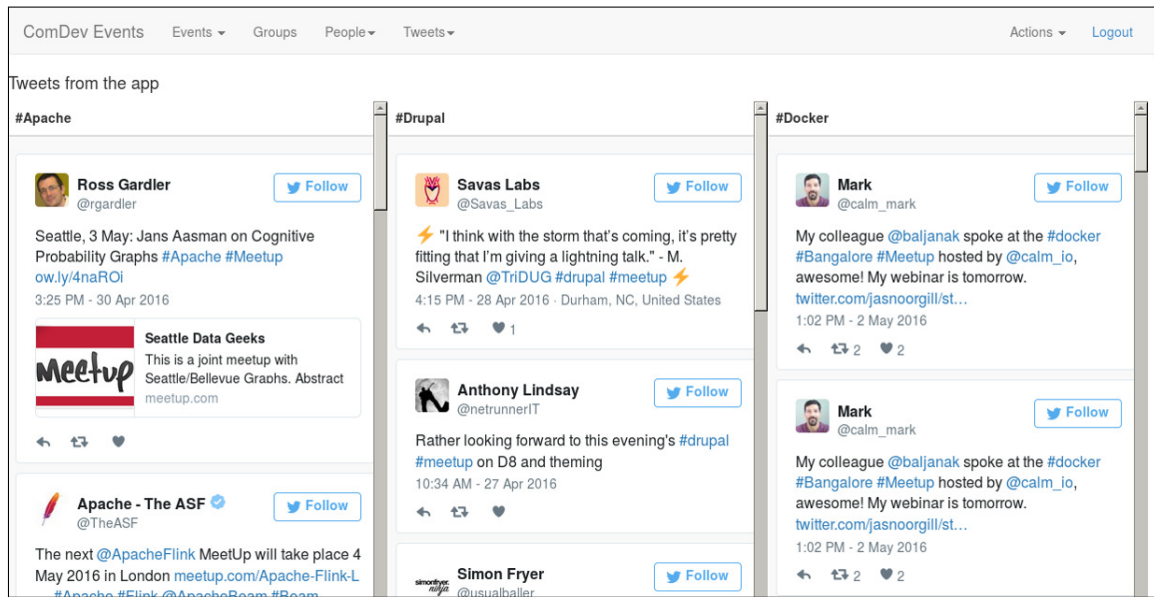 ComDev Events Events Groups People Tweets Actions Logout
Tweets from the app
#Apache
Ross Gardler
@rgardler
Follow
Seattle, 3 May: Jans Aasman on Cognitive
Probability Graphs #Apache #Meetup
ow.ly/4naROi
3:25 PM - 30 Apr 2016
Meetup
Seattle Data Geeks
This is a joint meetup with
Seattle/Bellevue Graphs. Abstract
meetup.com
Apache - The ASF
@TheASF
Follow
The next @ApacheFlink MeetUp will take place 4
May 2016 in London meetup.com/Apache-Flink-L
#Apache #Flink @ApacheBeam #Beam
#Drupal
Savas Labs
@Savas_Labs
Follow
⚡ "I think with the storm that's coming, it's pretty
fitting that I'm giving a lightning talk." - M.
Silverman @TriDUG #drupal #meetup ⚡
4:15 PM - 28 Apr 2016 · Durham, NC, United States
1
Anthony Lindsay
@netrunnerIT
Follow
Rather looking forward to this evening's #drupal
#meetup on D8 and theming
10:34 AM - 27 Apr 2016
simonfryer.
ninja
Simon Fryer
@usualballer
Follow
#Docker
Mark
@calm_mark
Follow
My colleague @baljanak spoke at the #docker
#Bangalore #Meetup hosted by @calm_io,
awesome! My webinar is tomorrow.
twitter.com/jasnoorgill/st…
1:02 PM - 2 May 2016
2 2
Mark
@calm_mark
Follow
My colleague @baljanak spoke at the #docker
#Bangalore #Meetup hosted by @calm_io,
awesome! My webinar is tomorrow.
twitter.com/jasnoorgill/st…
1:02 PM - 2 May 2016
2 2